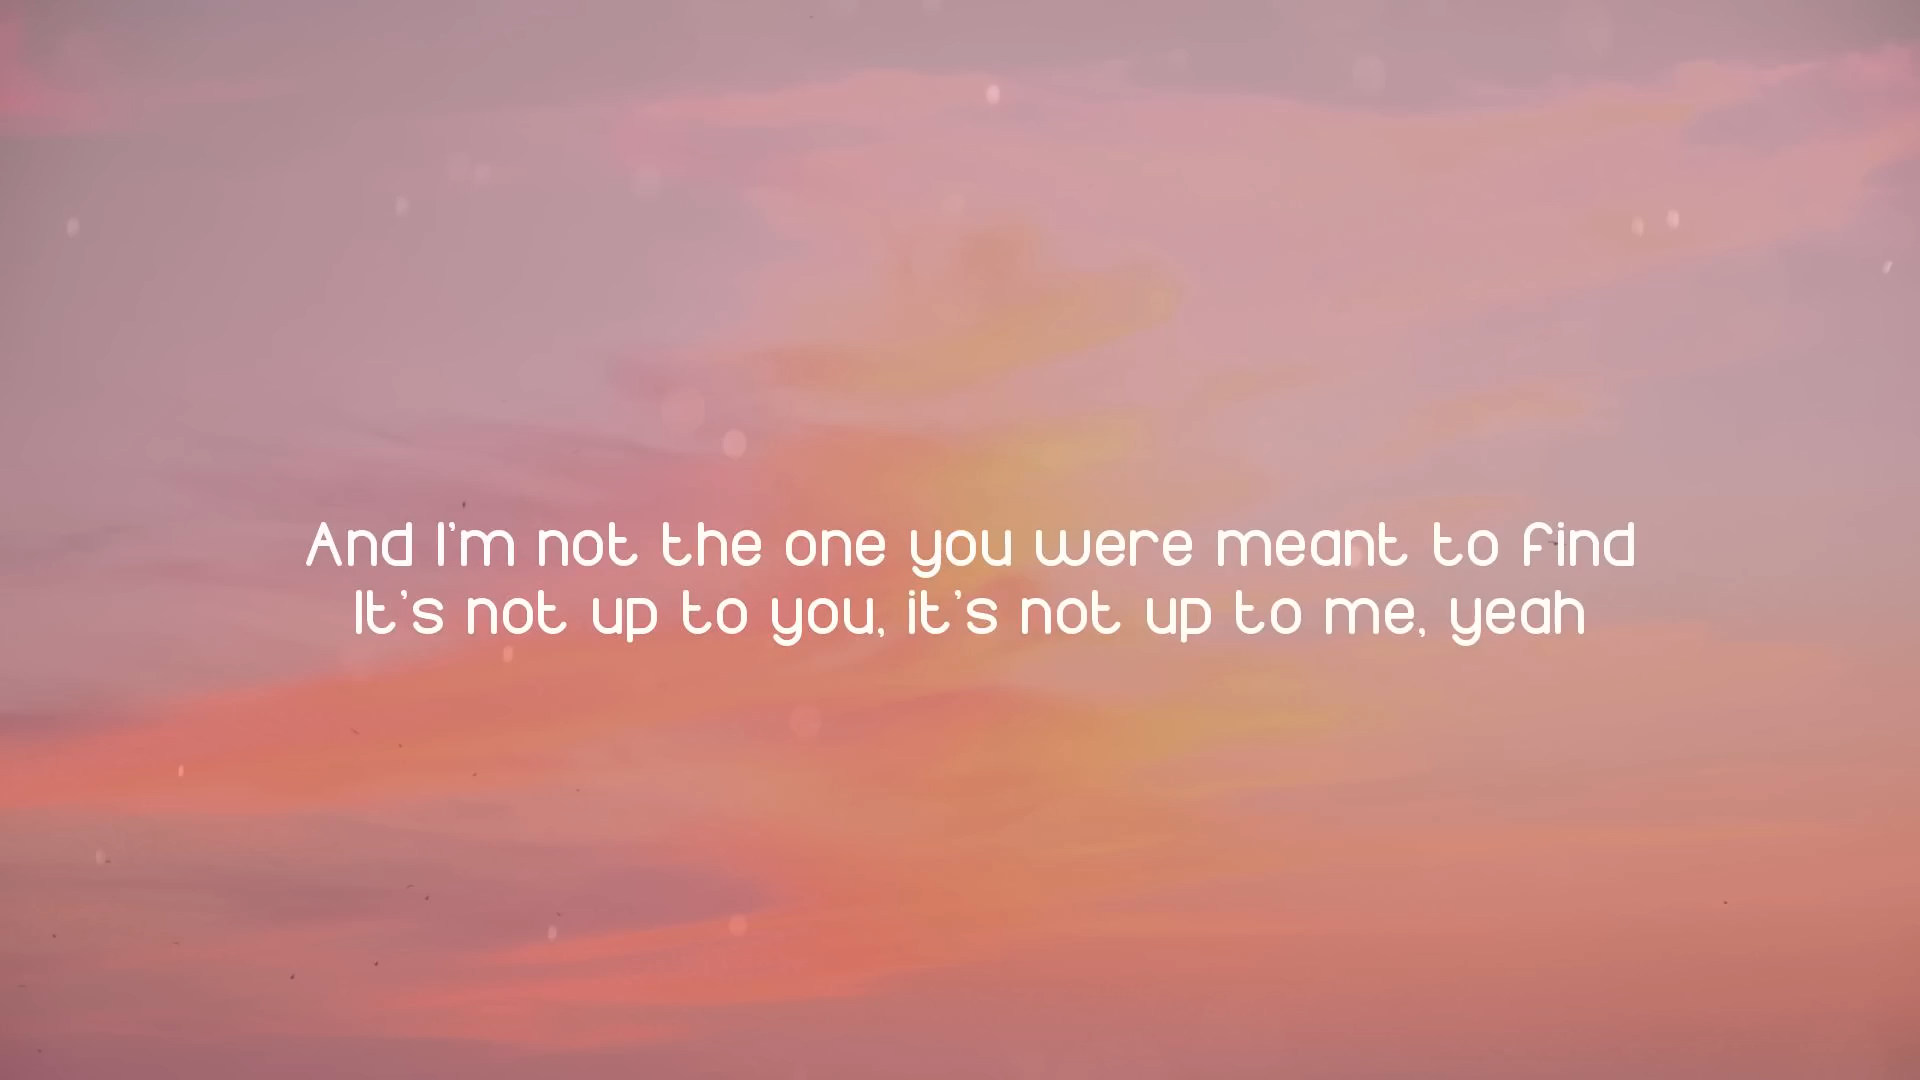 And I'm not the one you were meant to find
It's not up to you, it's not up to me, yeah